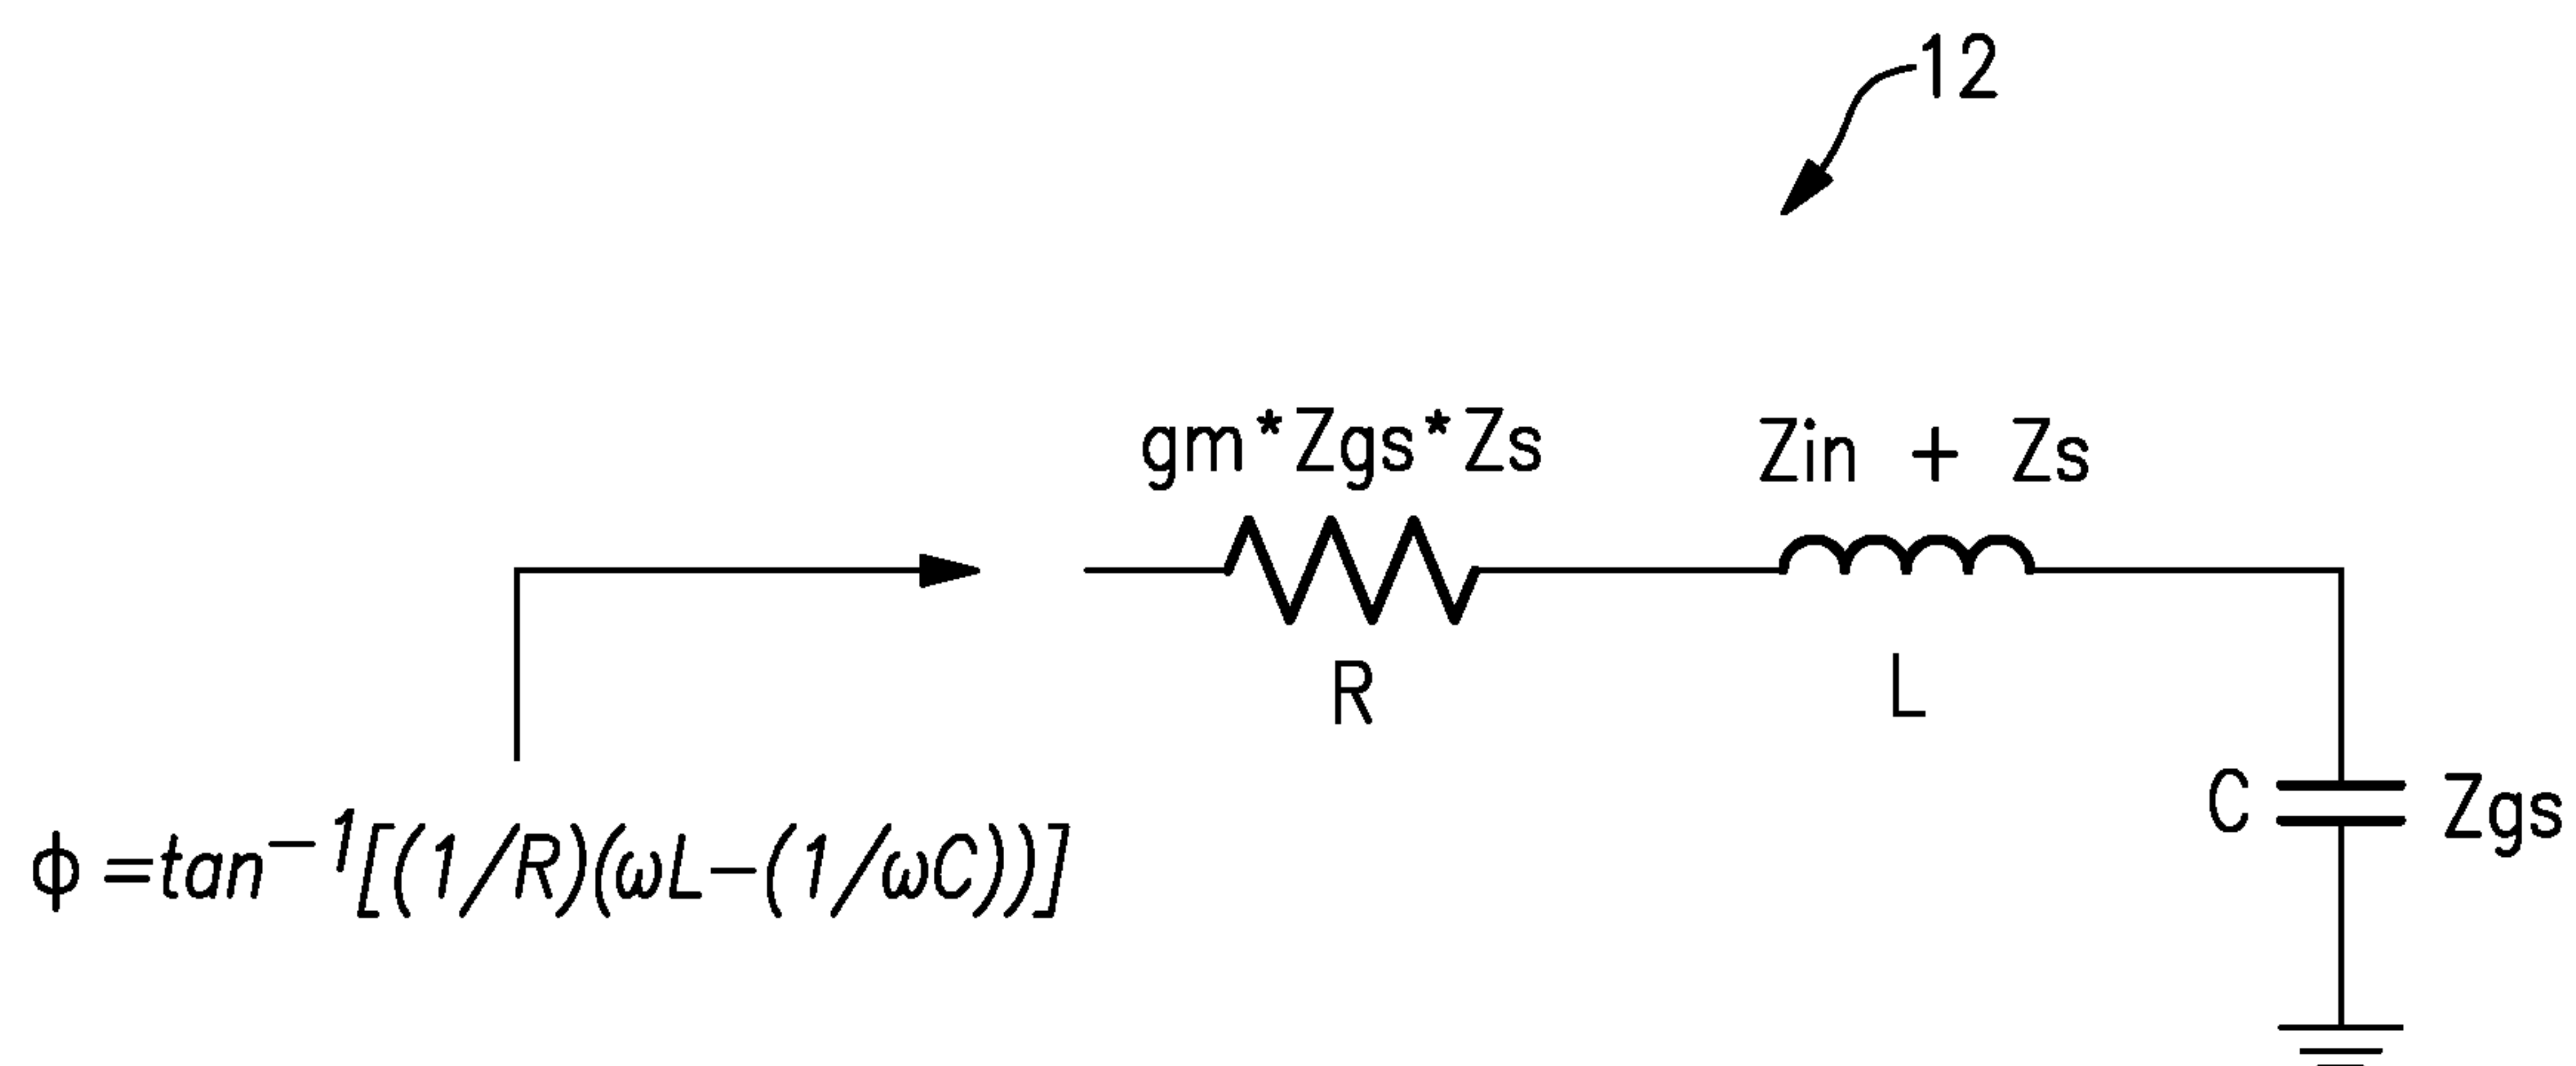 12
gm*Zgs*Zs
Zin + Zs
R
L
C
Zgs
ϕ =tan⁻¹[(1/R)(ωL−(1/ωC))]